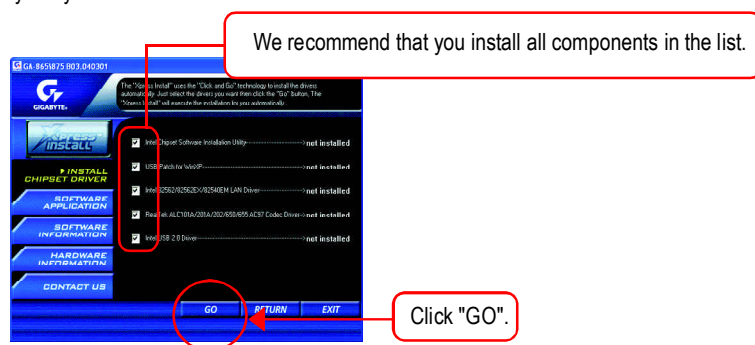 We recommend that you install all components in the list.
GA-865/875 B03.040301
GIGABYTE
The "Xpress Install" uses the "Click and Go" technology to install the drivers
automatically. Just select the drivers you want then click the "Go" button. The
"Xpress Install" will execute the installation for you automatically.
Xpress
INSTALL
Intel Chipset Software Installation Utility not installed
USB Patch for WinXP not installed
Intel 82562/82562EX/82540EM LAN Driver not installed
RealTek ALC101A/201A/202/650/655 AC97 Codec Driver not installed
Intel USB 2.0 Driver not installed
INSTALL
CHIPSET DRIVER
SOFTWARE
APPLICATION
SOFTWARE
INFORMATION
HARDWARE
INFORMATION
CONTACT US
GO RETURN EXIT
Click "GO".